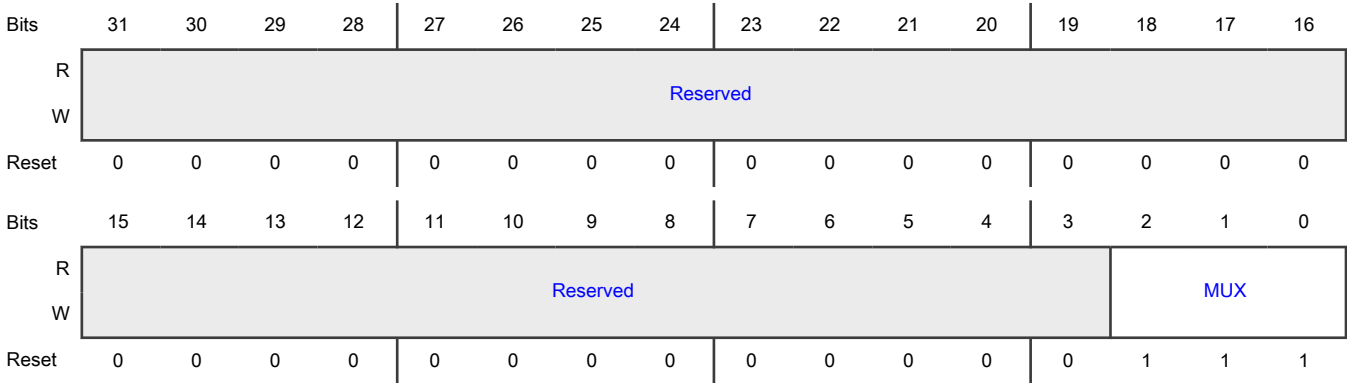 Bits 31 30 29 28 27 26 25 24 23 22 21 20 19 18 17 16
R
Reserved
W
Reset 0 0 0 0 0 0 0 0 0 0 0 0 0 0 0 0
Bits 15 14 13 12 11 10 9 8 7 6 5 4 3 2 1 0
R
Reserved MUX
W
Reset 0 0 0 0 0 0 0 0 0 0 0 0 0 1 1 1